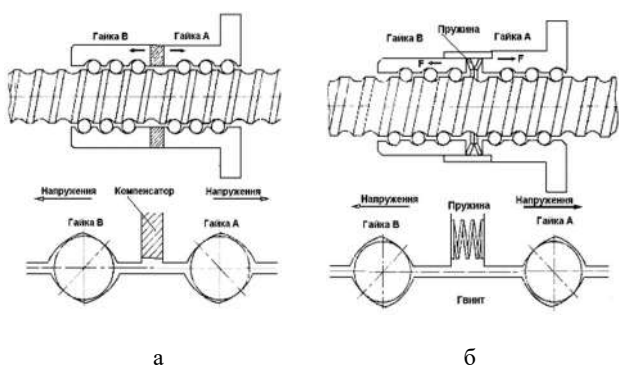 Гайка В Гайка А
Напруження Компенсатор Напруження
Гайка В Гайка А
а
Пружина
Гайка В Гайка А
F F
Напруження Пружина Напруження
Гайка В Гайка А
Гвинт
б